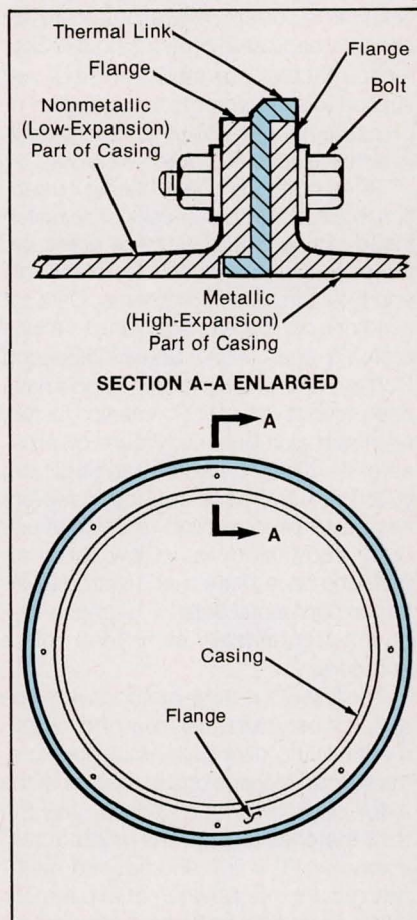 Thermal Link
Flange
Flange
Bolt
Nonmetallic
(Low-Expansion)
Part of Casing
Metallic
(High-Expansion)
Part of Casing
SECTION A–A ENLARGED
A
A
Casing
Flange